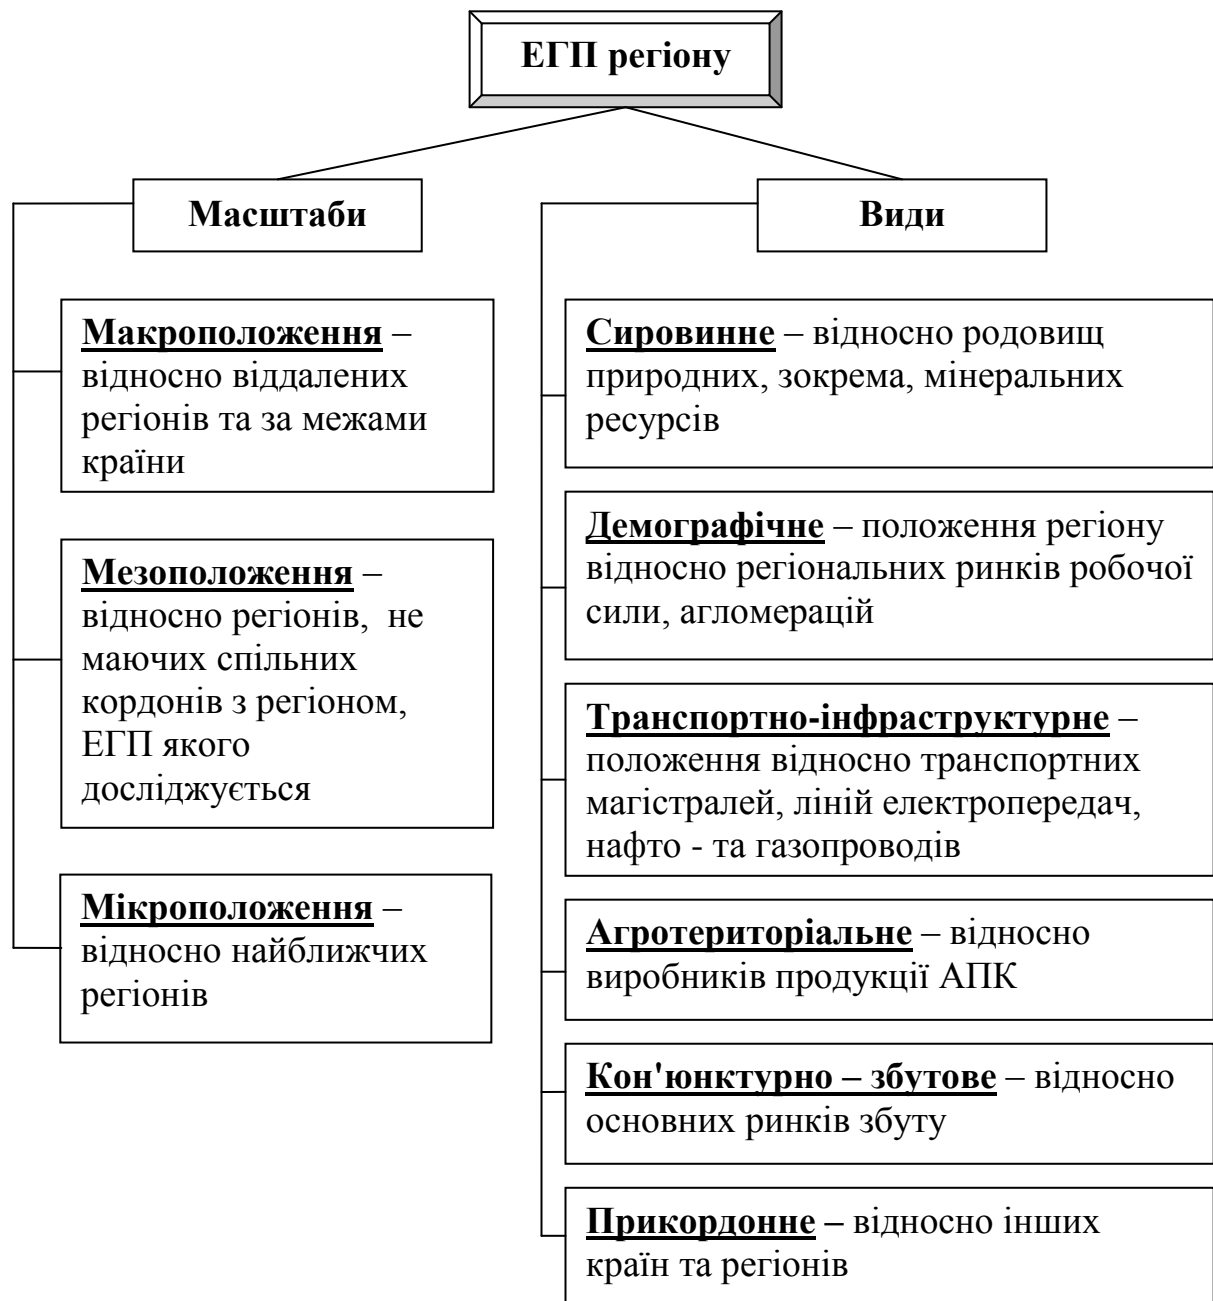 ЕГП регіону
Масштаби
Макроположення –
відносно віддалених
регіонів та за межами
країни
Мезоположення –
відносно регіонів,  не
маючих спільних
кордонів з регіоном,
ЕГП якого
досліджується
Мікроположення –
відносно найближчих
регіонів
Види
Сировинне – відносно родовищ
природних, зокрема, мінеральних
ресурсів
Демографічне – положення регіону
відносно регіональних ринків робочої
сили, агломерацій
Транспортно-інфраструктурне –
положення відносно транспортних
магістралей, ліній електропередач,
нафто - та газопроводів
Агротериторіальне – відносно
виробників продукції АПК
Кон'юнктурно – збутове – відносно
основних ринків збуту
Прикордонне – відносно інших
країн та регіонів